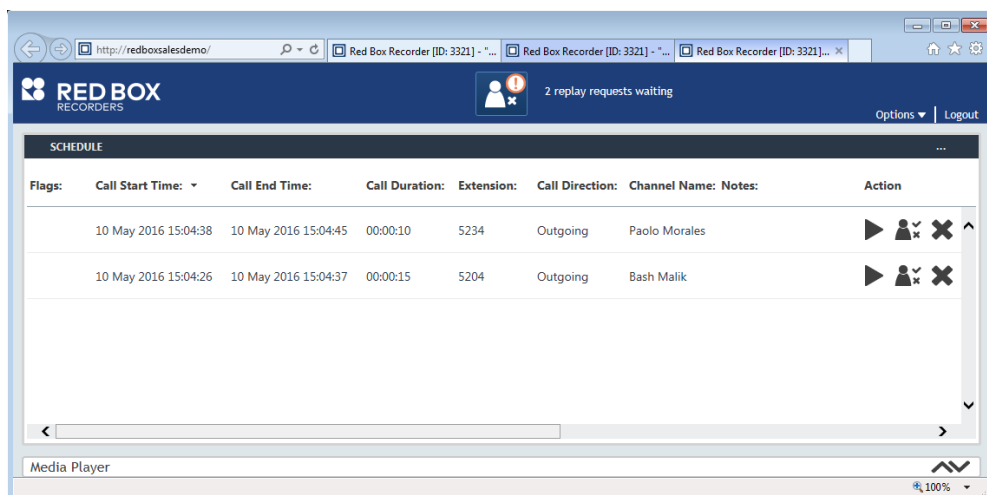 http://redboxsalesdemo/
Red Box Recorder [ID: 3321] - "...
Red Box Recorder [ID: 3321] - "...
Red Box Recorder [ID: 3321]...
RED BOX
RECORDERS
2 replay requests waiting
Options
Logout
SCHEDULE ...
Flags: Call Start Time: Call End Time: Call Duration: Extension: Call Direction: Channel Name: Notes: Action
10 May 2016 15:04:38 10 May 2016 15:04:45 00:00:10 5234 Outgoing Paolo Morales
10 May 2016 15:04:26 10 May 2016 15:04:37 00:00:15 5204 Outgoing Bash Malik
Media Player
100%